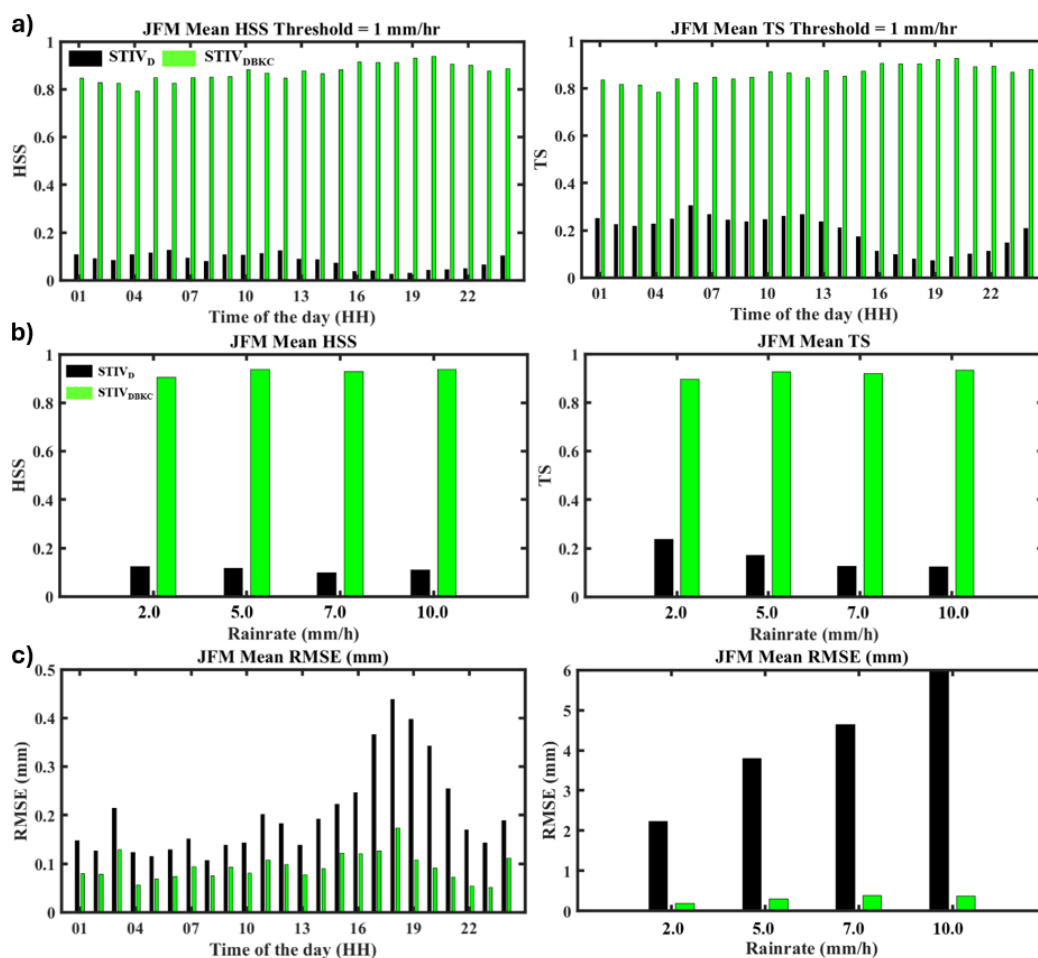 a)
JFM Mean HSS Threshold = 1 mm/hr
STIV_D STIV_DBKC
1
0.8
0.6
0.4
0.2
0
HSS
01 04 07 10 13 16 19 22
Time of the day (HH)
JFM Mean TS Threshold = 1 mm/hr
1
0.8
0.6
0.4
0.2
0
TS
01 04 07 10 13 16 19 22
Time of the day (HH)
b)
JFM Mean HSS
STIV_D
STIV_DBKC
1
0.8
0.6
0.4
0.2
0
HSS
2.0 5.0 7.0 10.0
Rainrate (mm/h)
JFM Mean TS
1
0.8
0.6
0.4
0.2
0
TS
2.0 5.0 7.0 10.0
Rainrate (mm/h)
c)
JFM Mean RMSE (mm)
0.5
0.4
0.3
0.2
0.1
0
RMSE (mm)
01 04 07 10 13 16 19 22
Time of the day (HH)
JFM Mean RMSE (mm)
6
5
4
3
2
1
0
RMSE (mm)
2.0 5.0 7.0 10.0
Rainrate (mm/h)